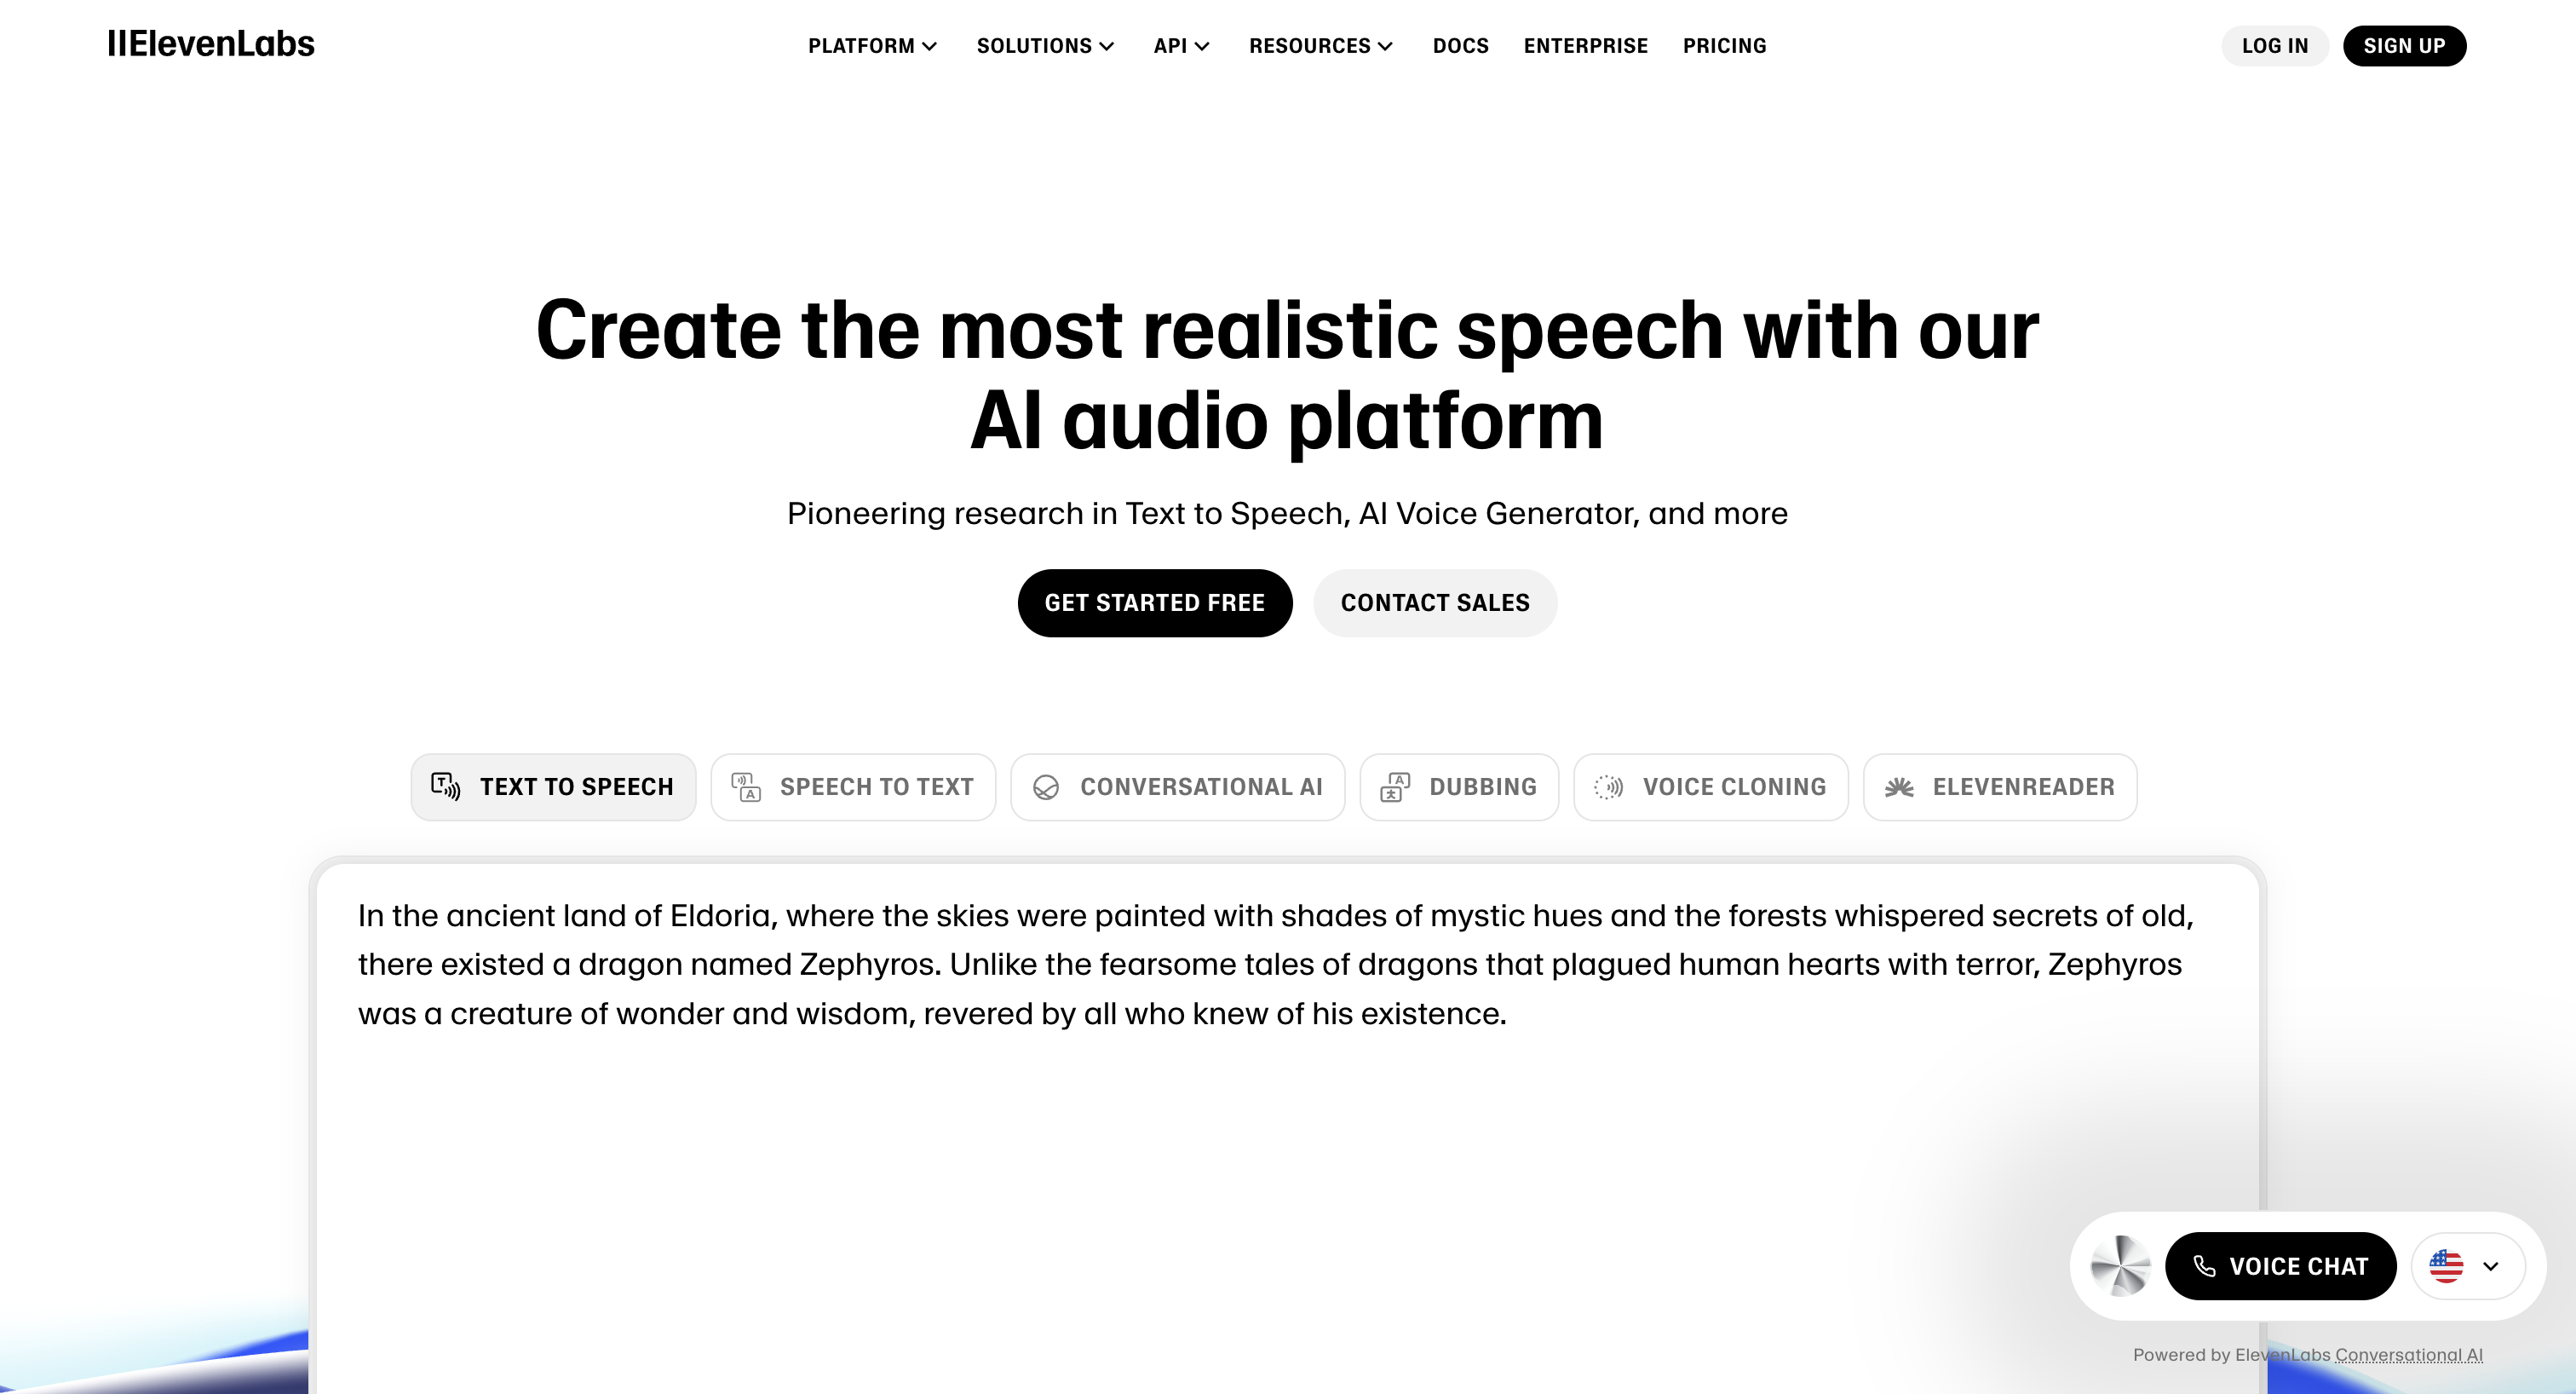 IIElevenLabs
PLATFORM SOLUTIONS API RESOURCES DOCS ENTERPRISE PRICING
LOG IN SIGN UP
Create the most realistic speech with our
AI audio platform
Pioneering research in Text to Speech, AI Voice Generator, and more
GET STARTED FREE CONTACT SALES
TEXT TO SPEECH SPEECH TO TEXT CONVERSATIONAL AI DUBBING VOICE CLONING ELEVENREADER
In the ancient land of Eldoria, where the skies were painted with shades of mystic hues and the forests whispered secrets of old,
there existed a dragon named Zephyros. Unlike the fearsome tales of dragons that plagued human hearts with terror, Zephyros
was a creature of wonder and wisdom, revered by all who knew of his existence.
VOICE CHAT
Powered by ElevenLabs Conversational AI